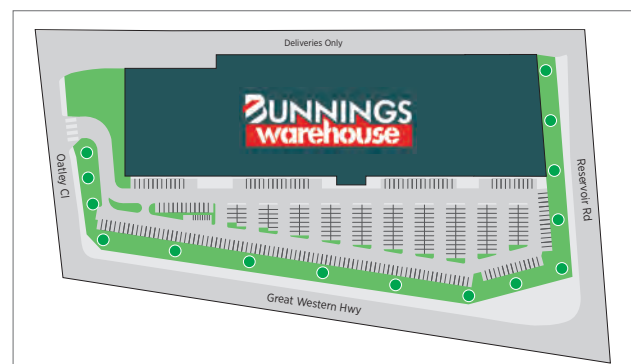 Deliveries Only
BUNNINGS
warehouse
Oatley Cl
Reservoir Rd
Great Western Hwy